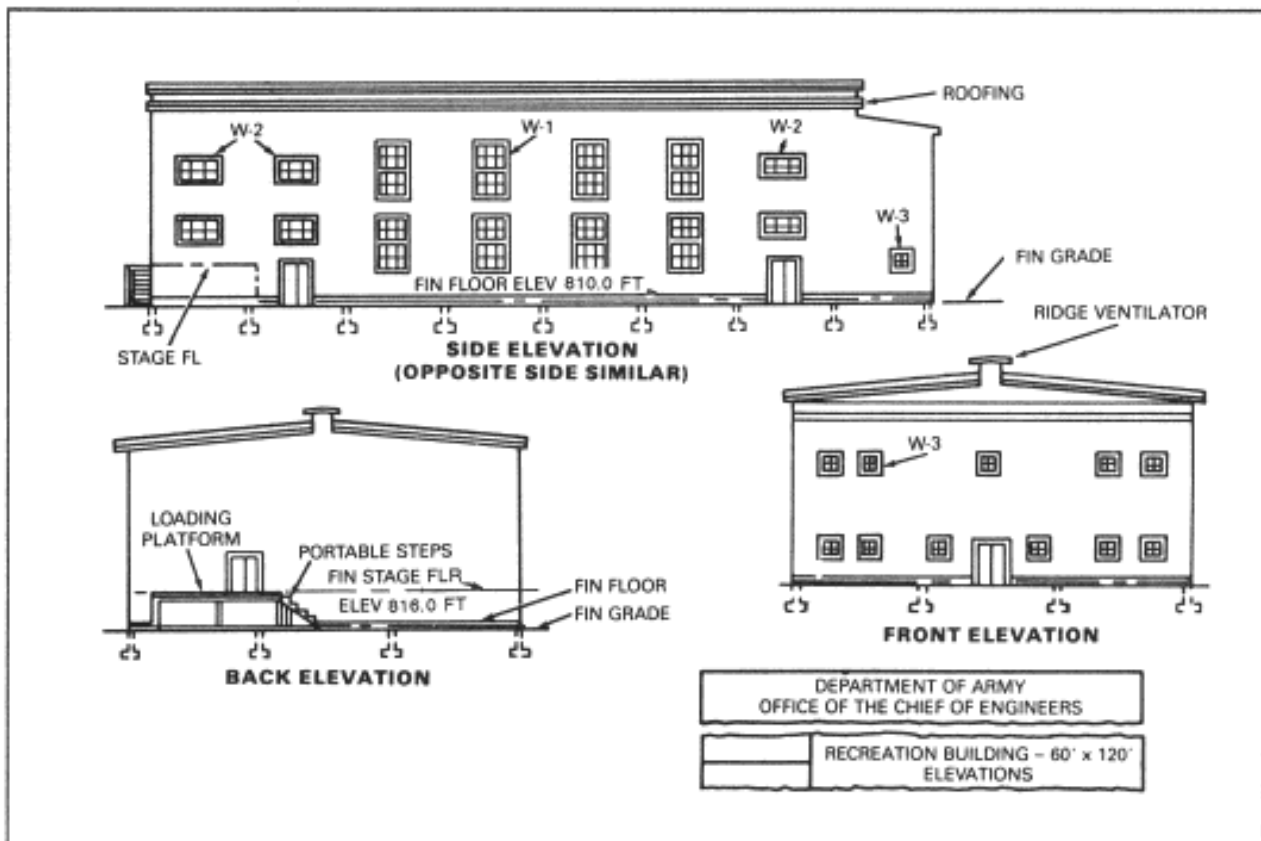 ROOFING
W-2
W-1
W-2
W-3
FIN GRADE
FIN FLOOR ELEV 810.0 FT
STAGE FL
SIDE ELEVATION
(OPPOSITE SIDE SIMILAR)
RIDGE VENTILATOR
W-3
FRONT ELEVATION
LOADING
PLATFORM
PORTABLE STEPS
FIN STAGE FLR
ELEV 816.0 FT
FIN FLOOR
FIN GRADE
BACK ELEVATION
DEPARTMENT OF ARMY
OFFICE OF THE CHIEF OF ENGINEERS
RECREATION BUILDING – 60' x 120'
ELEVATIONS